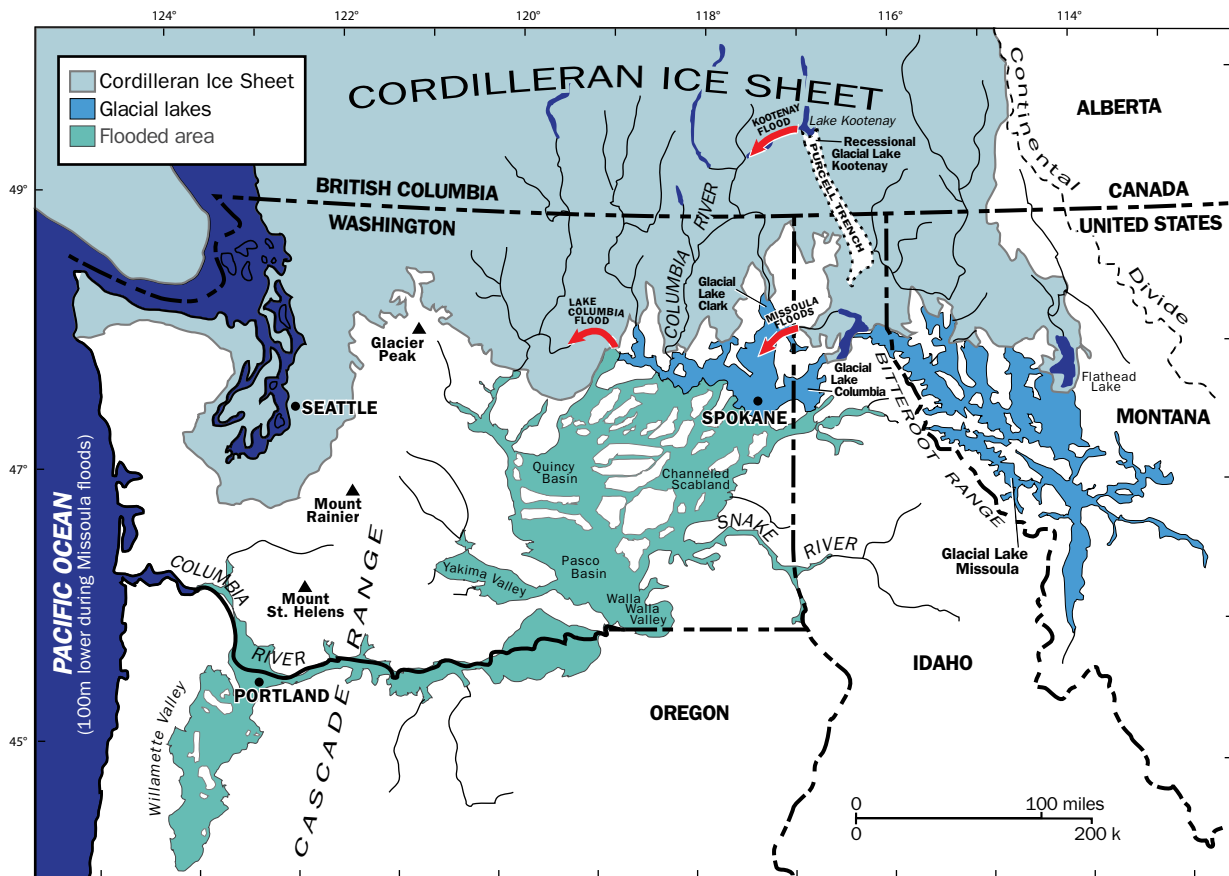 124°
122°
120°
118°
116°
114°
Cordilleran Ice Sheet
Glacial lakes
Flooded area
CORDILLERAN ICE SHEET
KOOTENAY
FLOOD
Lake Kootenay
Recessional
Glacial Lake
Kootenay
PURCELL TRENCH
Continental
Divide
ALBERTA
49°
BRITISH COLUMBIA
WASHINGTON
CANADA
UNITED STATES
COLUMBIA
RIVER
Glacial
Lake
Clark
LAKE
COLUMBIA
FLOOD
MISSOULA
FLOODS
Glacier
Peak
Glacial
Lake
Columbia
Flathead
Lake
SEATTLE
SPOKANE
BITTEROOT RANGE
MONTANA
47°
Quincy
Basin
Channeled
Scabland
Mount
Rainier
SNAKE
RIVER
Glacial Lake
Missoula
PACIFIC OCEAN
(100m lower during Missoula floods)
COLUMBIA
RIVER
Mount
St. Helens
Yakima Valley
Pasco
Basin
Walla
Walla
Valley
CASCADE RANGE
PORTLAND
Willamette Valley
IDAHO
OREGON
45°
0
100 miles
0
200 k